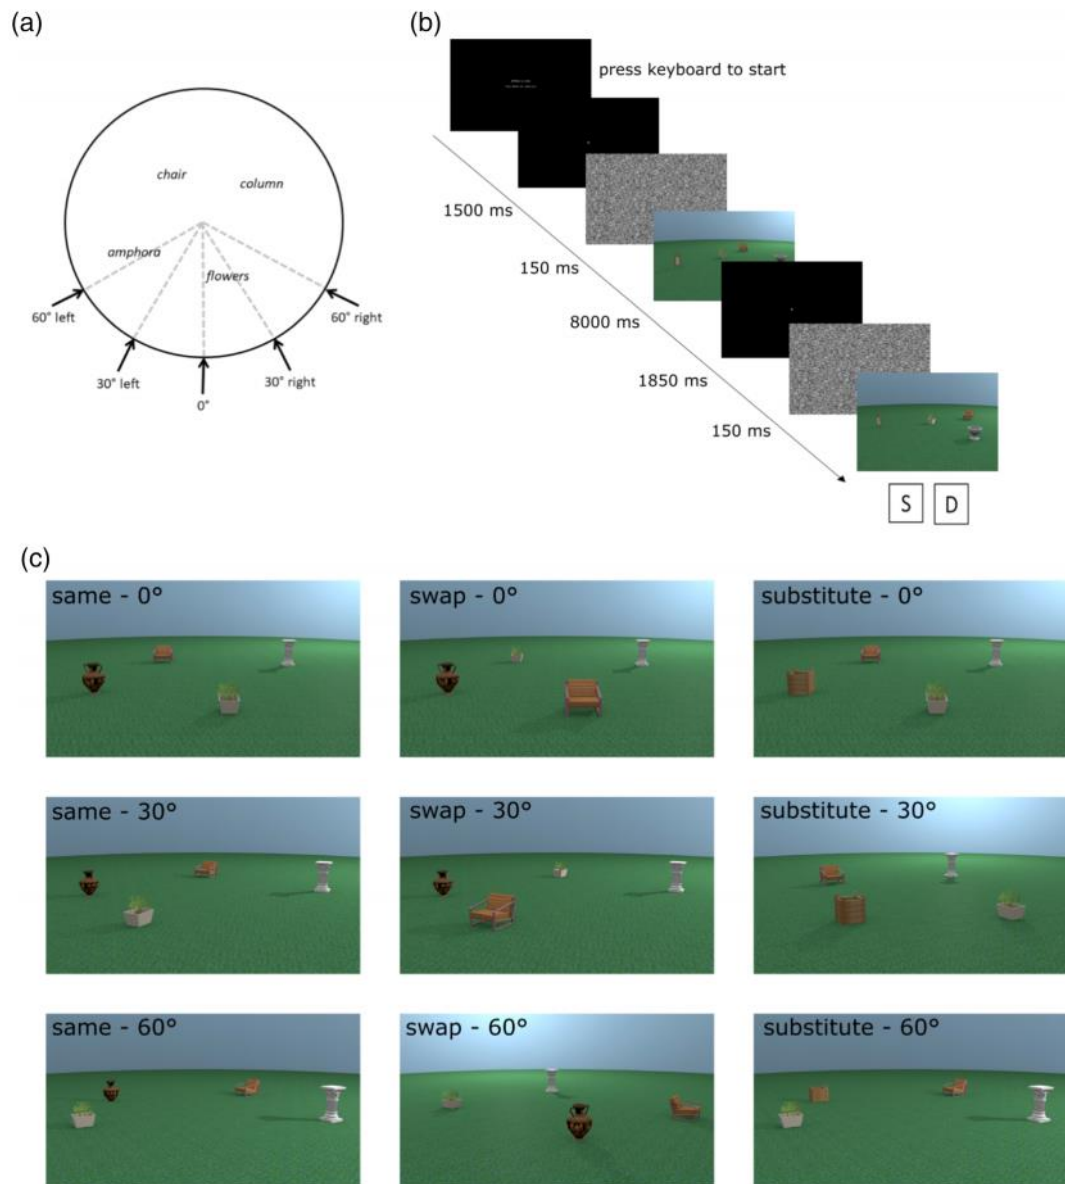 (a)
chair
column
amphora
flowers
60° left
60° right
30° left
30° right
0°
(b)
press keyboard to start
1500 ms
150 ms
8000 ms
1850 ms
150 ms
S D
(c)
same - 0°
swap - 0°
substitute - 0°
same - 30°
swap - 30°
substitute - 30°
same - 60°
swap - 60°
substitute - 60°